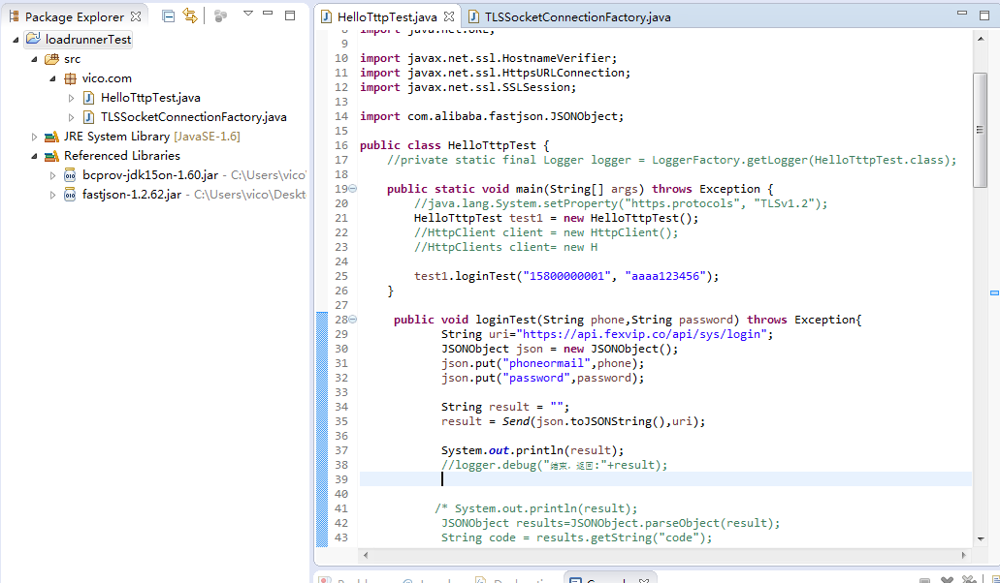 Package Explorer
loadrunnerTest
src
vico.com
HelloTttpTest.java
TLSSocketConnectionFactory.java
JRE System Library [JavaSE-1.6]
Referenced Libraries
bcprov-jdk15on-1.60.jar - C:\Users\vico
fastjson-1.2.62.jar - C:\Users\vico\Deskt
HelloTttpTest.java TLSSocketConnectionFactory.java
8 import java.net.URL;
9
10 import javax.net.ssl.HostnameVerifier;
11 import javax.net.ssl.HttpsURLConnection;
12 import javax.net.ssl.SSLSession;
13
14 import com.alibaba.fastjson.JSONObject;
15
16 public class HelloTttpTest {
17 //private static final Logger logger = LoggerFactory.getLogger(HelloTttpTest.class);
18
19 public static void main(String[] args) throws Exception {
20 //java.lang.System.setProperty("https.protocols", "TLSv1.2");
21 HelloTttpTest test1 = new HelloTttpTest();
22 //HttpClient client = new HttpClient();
23 //HttpClients client= new H
24
25 test1.loginTest("15800000001", "aaaa123456");
26 }
27
28 public void loginTest(String phone,String password) throws Exception{
29 String uri="https://api.fexvip.co/api/sys/login";
30 JSONObject json = new JSONObject();
31 json.put("phoneormail",phone);
32 json.put("password",password);
33
34 String result = "";
35 result = Send(json.toJSONString(),uri);
36
37 System.out.println(result);
38 //logger.debug("结束，返回:"+result);
39
40
41 /* System.out.println(result);
42 JSONObject results=JSONObject.parseObject(result);
43 String code = results.getString("code");